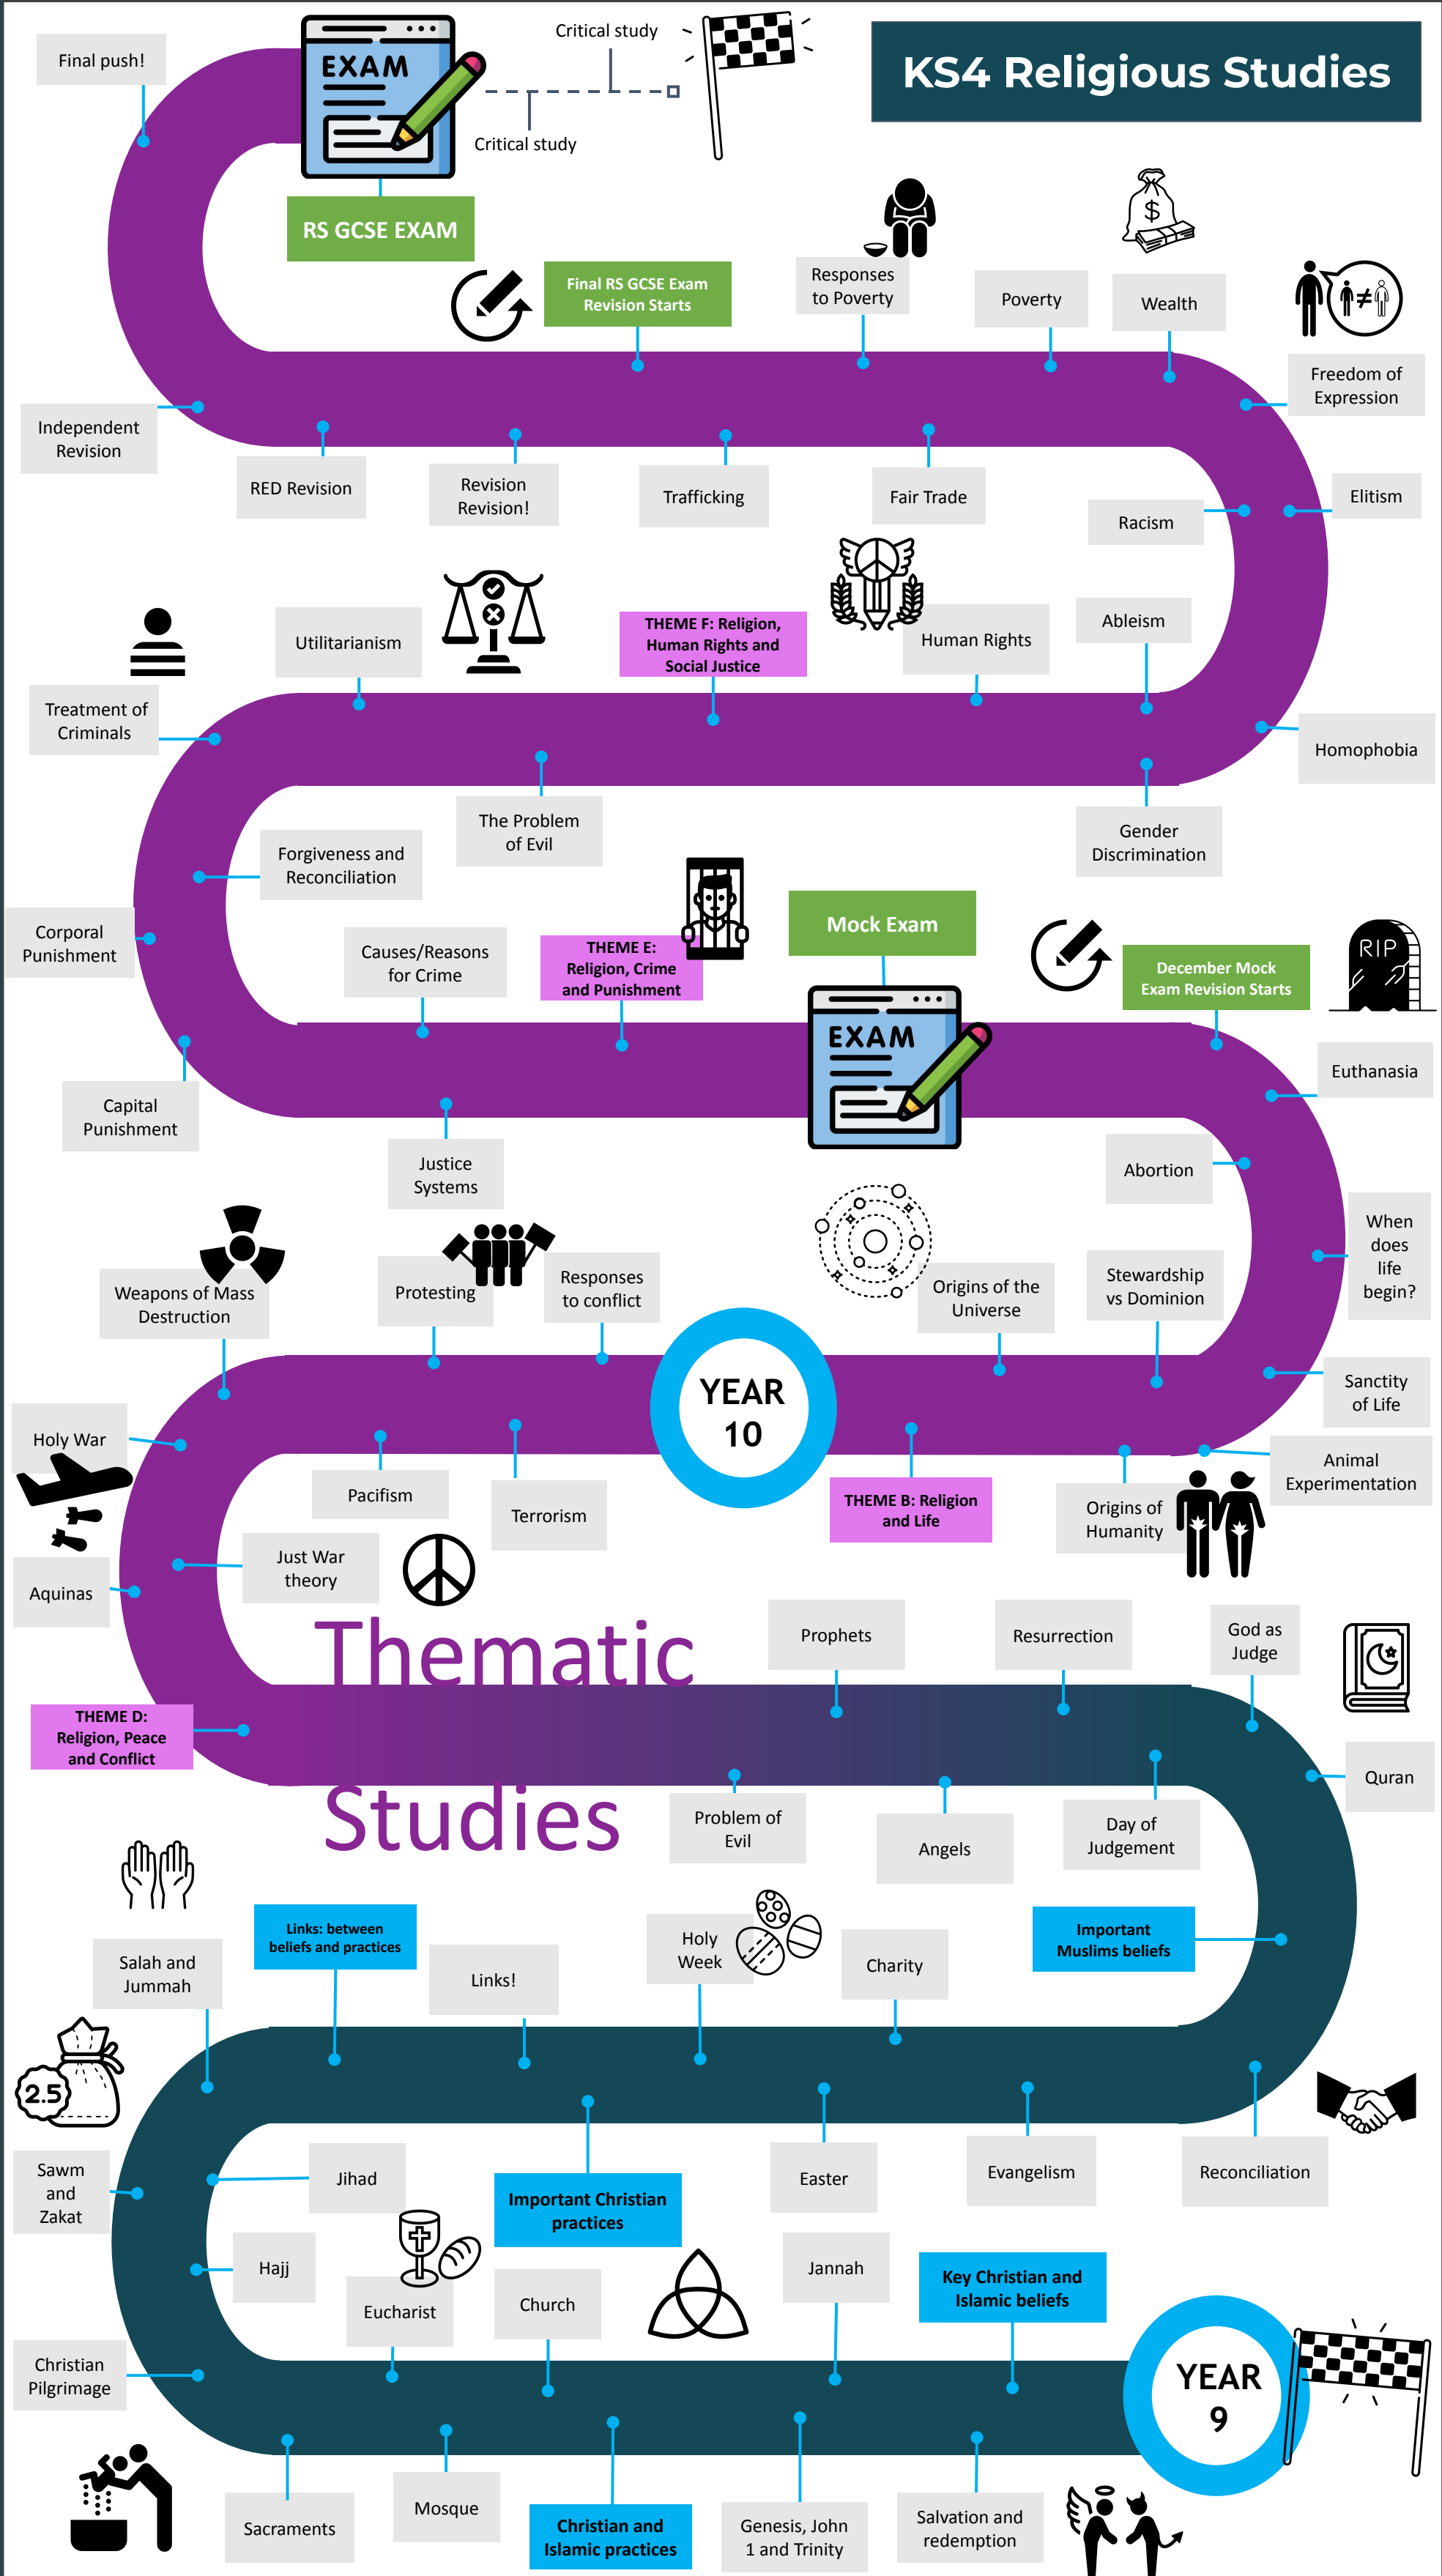 KS4 Religious Studies
Final push!
EXAM
Critical study
Critical study
RS GCSE EXAM
Final RS GCSE Exam
Revision Starts
Responses
to Poverty
Poverty
$
Wealth
≠
Freedom of
Expression
Independent
Revision
RED Revision
Revision
Revision!
Trafficking
Fair Trade
Racism
Elitism
Utilitarianism
THEME F: Religion,
Human Rights and
Social Justice
Human Rights
Ableism
Treatment of
Criminals
Homophobia
The Problem
of Evil
Gender
Discrimination
Forgiveness and
Reconciliation
Corporal
Punishment
Causes/Reasons
for Crime
THEME E:
Religion, Crime
and Punishment
Mock Exam
December Mock
Exam Revision Starts
RIP
EXAM
Euthanasia
Capital
Punishment
Justice
Systems
Abortion
When
does
life
begin?
Weapons of Mass
Destruction
Protesting
Responses
to conflict
Origins of the
Universe
Stewardship
vs Dominion
YEAR
10
Sanctity
of Life
Holy War
Pacifism
Terrorism
THEME B: Religion
and Life
Origins of
Humanity
Animal
Experimentation
Just War
theory
Aquinas
Thematic
Studies
Prophets
Resurrection
God as
Judge
THEME D:
Religion, Peace
and Conflict
Quran
Problem of
Evil
Angels
Day of
Judgement
Links: between
beliefs and practices
Salah and
Jummah
Links!
Holy
Week
Charity
Important
Muslims beliefs
2.5
Sawm
and
Zakat
Jihad
Important Christian
practices
Easter
Evangelism
Reconciliation
Hajj
Eucharist
Church
Jannah
Key Christian and
Islamic beliefs
Christian
Pilgrimage
YEAR
9
Sacraments
Mosque
Christian and
Islamic practices
Genesis, John
1 and Trinity
Salvation and
redemption